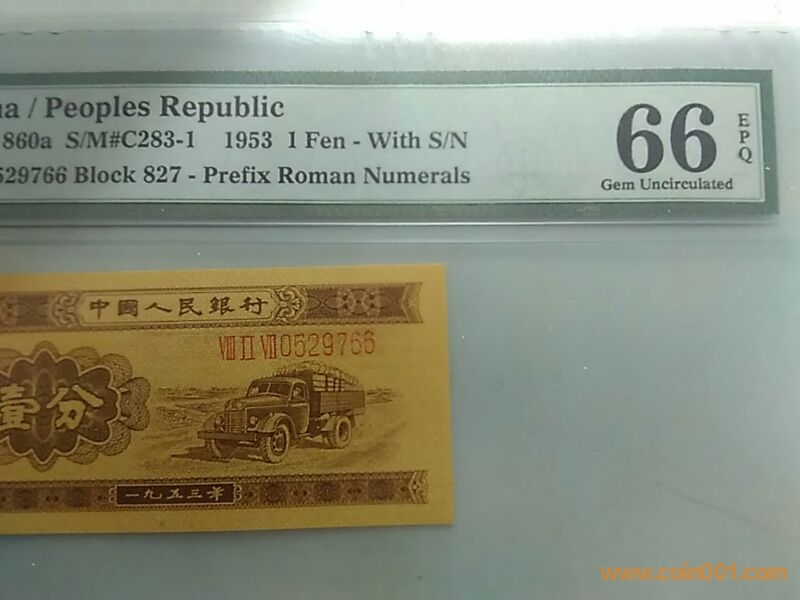 na / Peoples Republic
860a S/M#C283-1 1953 1 Fen - With S/N
529766 Block 827 - Prefix Roman Numerals
66
EPQ
Gem Uncirculated
中國人民銀行
VIII II VII 0529766
壹分
一九五三年
www.coin001.com